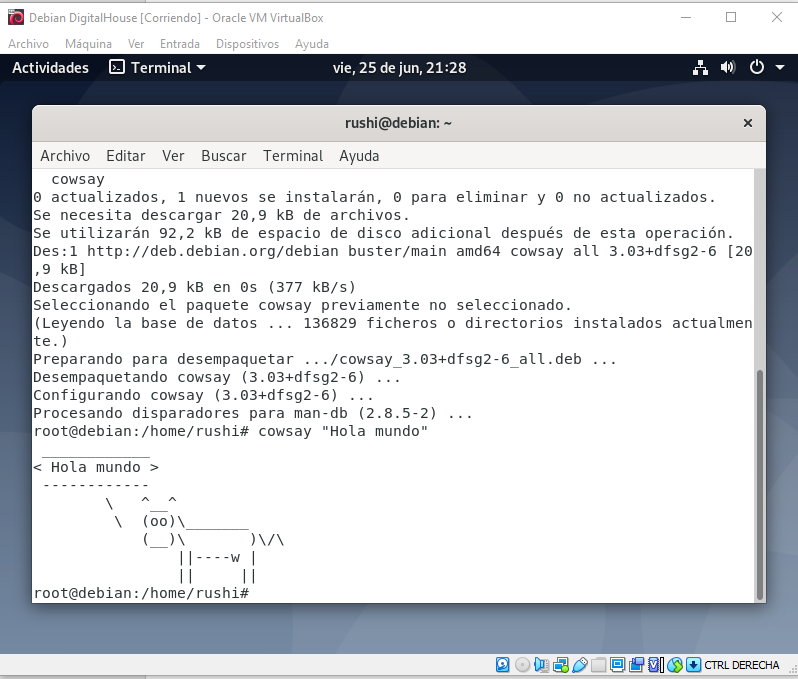 Debian DigitalHouse [Corriendo] - Oracle VM VirtualBox
Archivo Máquina Ver Entrada Dispositivos Ayuda
Actividades Terminal vie, 25 de jun, 21:28
rushi@debian: ~
Archivo Editar Ver Buscar Terminal Ayuda
  cowsay
0 actualizados, 1 nuevos se instalarán, 0 para eliminar y 0 no actualizados.
Se necesita descargar 20,9 kB de archivos.
Se utilizarán 92,2 kB de espacio de disco adicional después de esta operación.
Des:1 http://deb.debian.org/debian buster/main amd64 cowsay all 3.03+dfsg2-6 [20
,9 kB]
Descargados 20,9 kB en 0s (377 kB/s)
Seleccionando el paquete cowsay previamente no seleccionado.
(Leyendo la base de datos ... 136829 ficheros o directorios instalados actualmen
te.)
Preparando para desempaquetar .../cowsay_3.03+dfsg2-6_all.deb ...
Desempaquetando cowsay (3.03+dfsg2-6) ...
Configurando cowsay (3.03+dfsg2-6) ...
Procesando disparadores para man-db (2.8.5-2) ...
root@debian:/home/rushi# cowsay "Hola mundo"
 ____________
< Hola mundo >
 ------------
        \   ^__^
         \  (oo)\_______
            (__)\       )\/\
                ||----w |
                ||     ||
root@debian:/home/rushi#
CTRL DERECHA